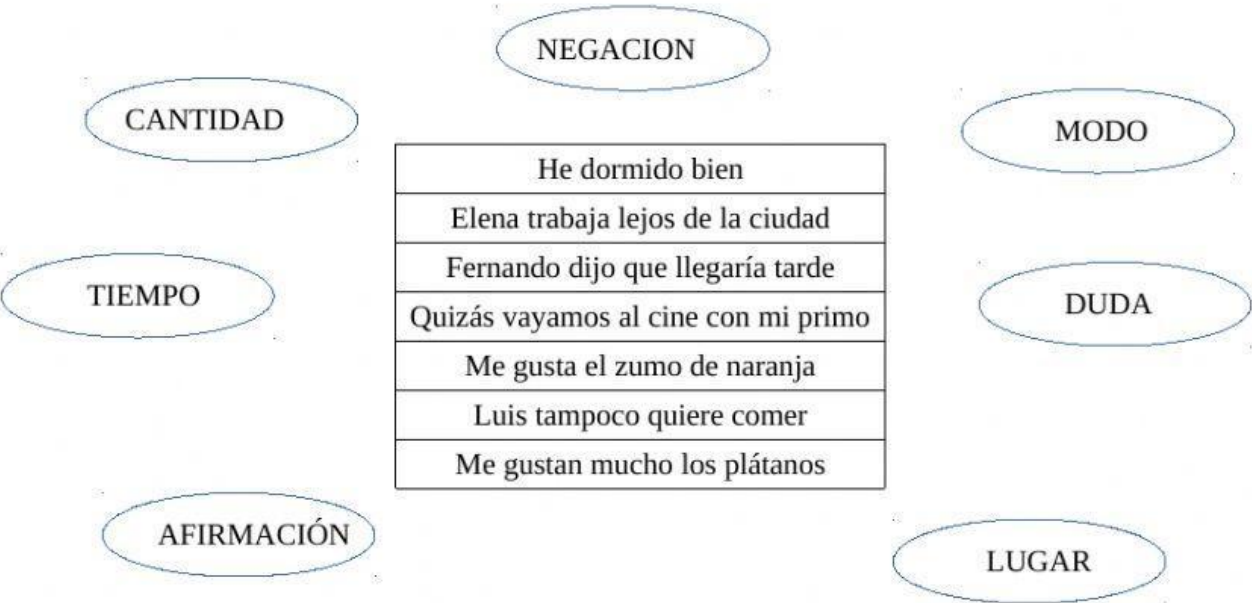 NEGACION
CANTIDAD
MODO
He dormido bien
Elena trabaja lejos de la ciudad
Fernando dijo que llegaría tarde
Quizás vayamos al cine con mi primo
Me gusta el zumo de naranja
Luis tampoco quiere comer
Me gustan mucho los plátanos
TIEMPO
DUDA
AFIRMACIÓN
LUGAR